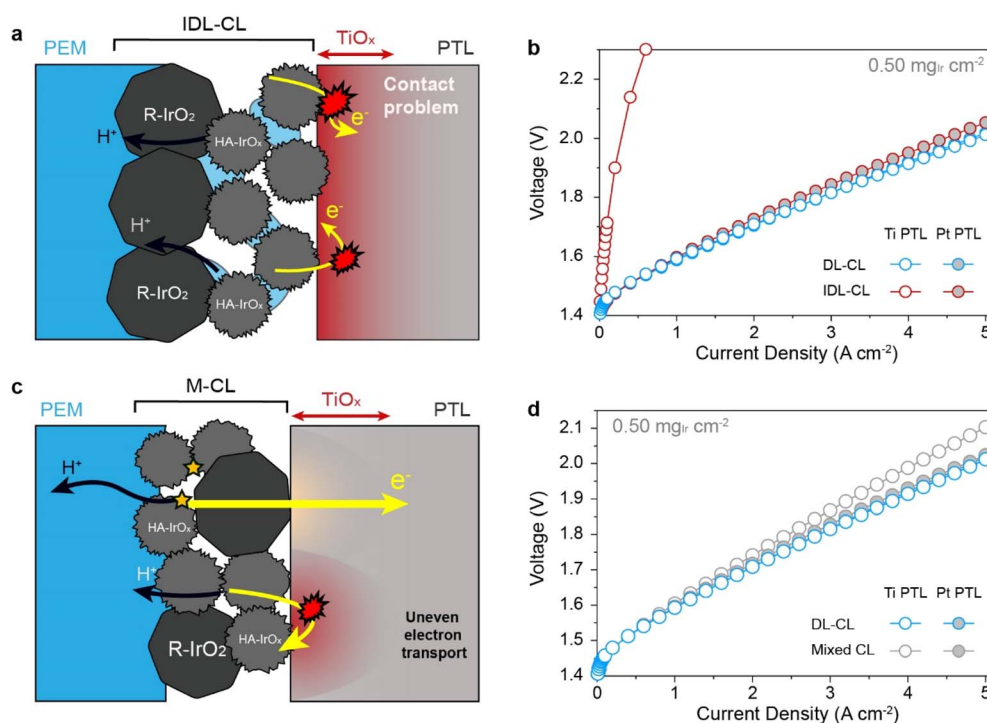 a
IDL-CL
PEM
TiOₓ
PTL
R-IrO₂
H⁺
HA-IrOₓ
Contact
problem
e⁻
H⁺
e⁻
R-IrO₂
HA-IrOₓ
b
0.50 mg_Ir cm⁻²
2.2
2.0
1.8
1.6
1.4
Voltage (V)
Ti PTL Pt PTL
DL-CL
IDL-CL
0 1 2 3 4 5
Current Density (A cm⁻²)
c
M-CL
PEM
TiOₓ
PTL
H⁺
e⁻
HA-IrOₓ
H⁺
R-IrO₂
HA-IrOₓ
Uneven
electron
transport
d
0.50 mg_Ir cm⁻²
2.1
2.0
1.9
1.8
1.7
1.6
1.5
1.4
Voltage (V)
Ti PTL Pt PTL
DL-CL
Mixed CL
0 1 2 3 4 5
Current Density (A cm⁻²)